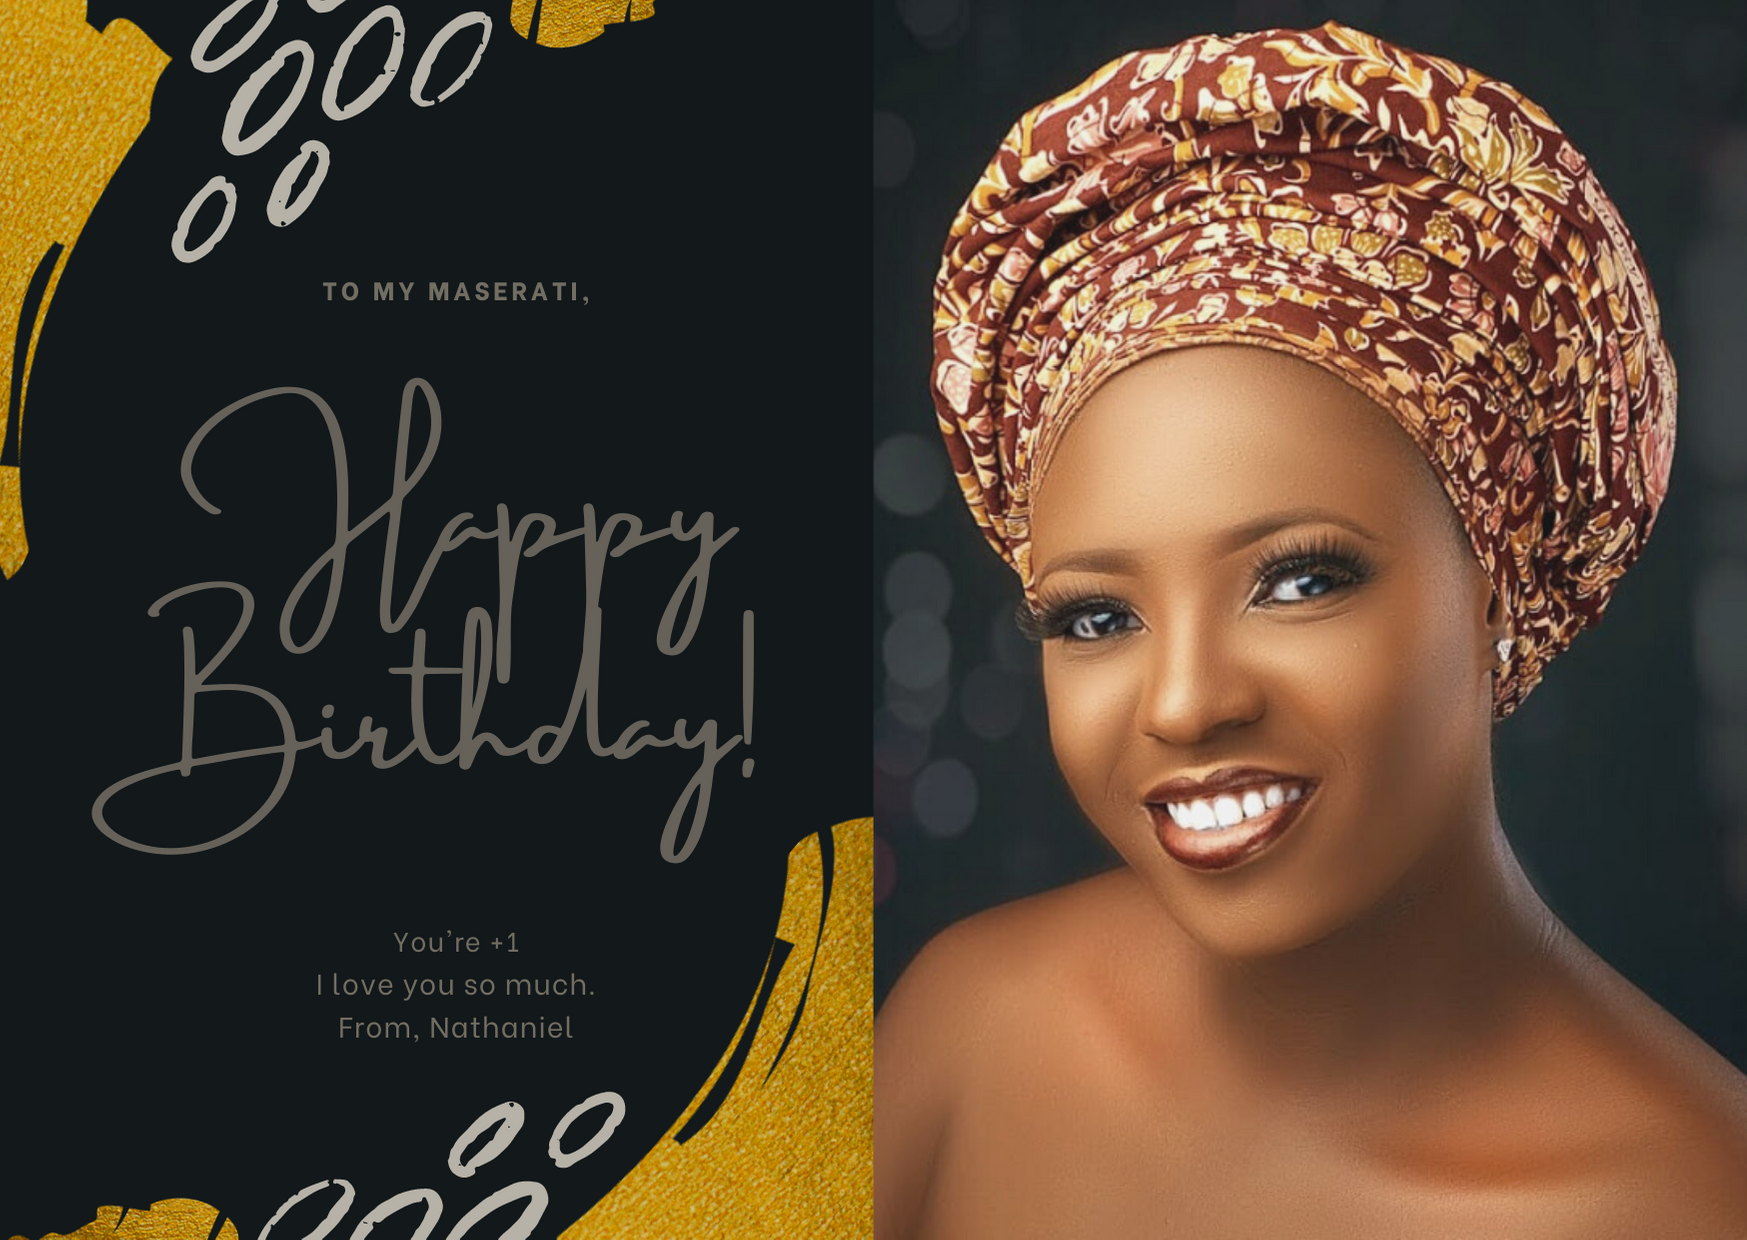 TO MY MASERATI,
Happy
Birthday!
You're +1
I love you so much.
From, Nathaniel